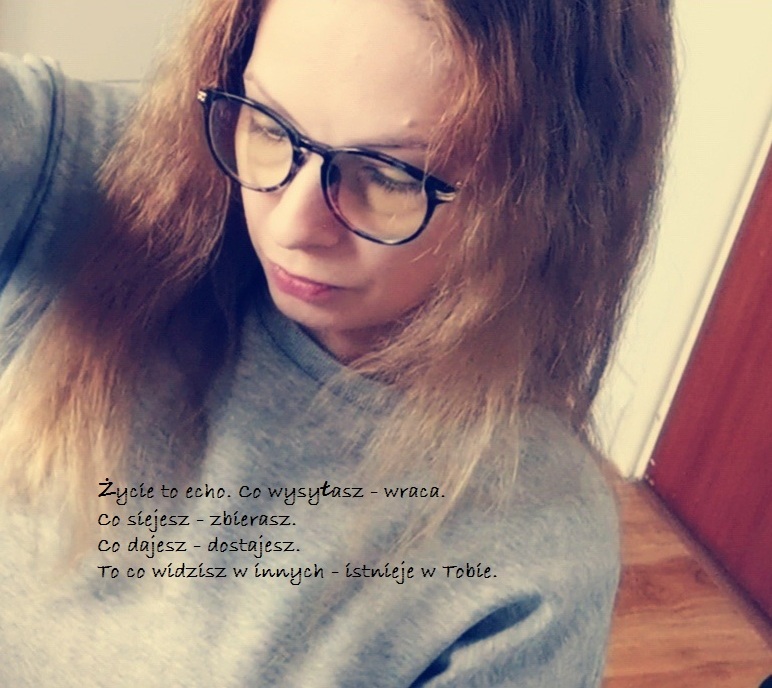 Życie to echo. Co wysyłasz - wraca.
Co siejesz - zbierasz.
Co dajesz - dostajesz.
To co widzisz w innych - istnieje w Tobie.